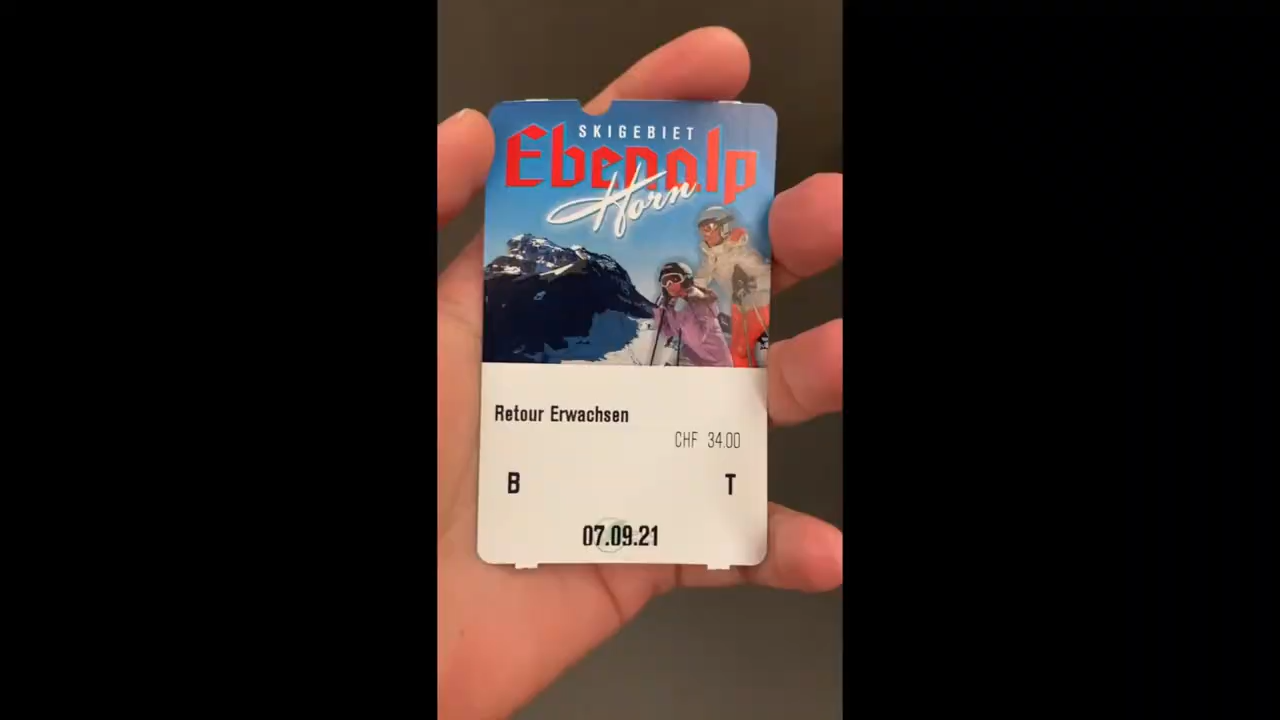 SKIGEBIET
Ebenalp
Horn
Retour Erwachsen
CHF 34.00
B T
07.09.21